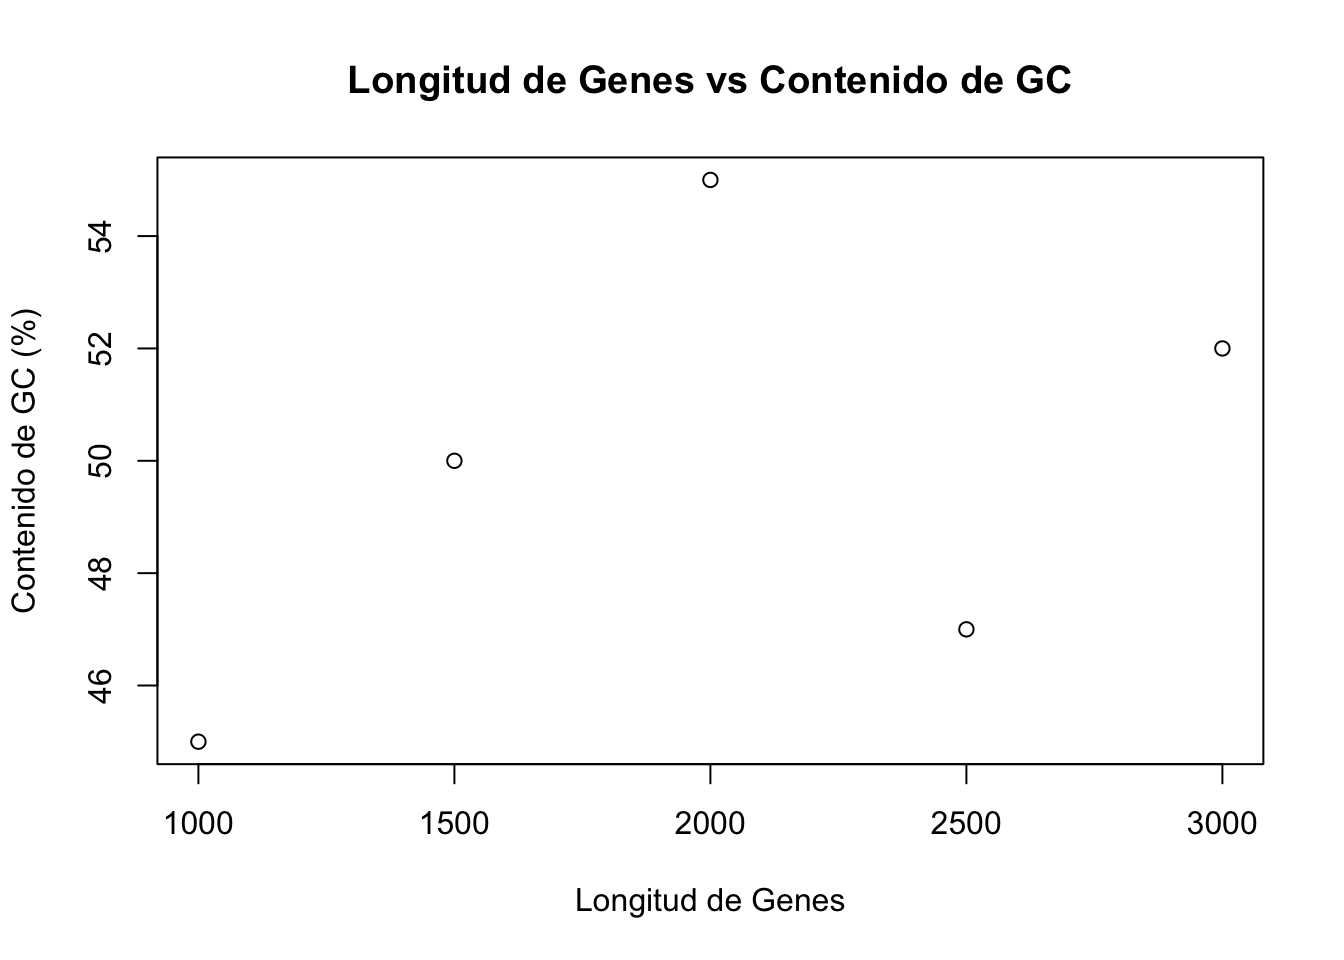 Longitud de Genes vs Contenido de GC
Contenido de GC (%)
54
52
50
48
46
1000 1500 2000 2500 3000
Longitud de Genes